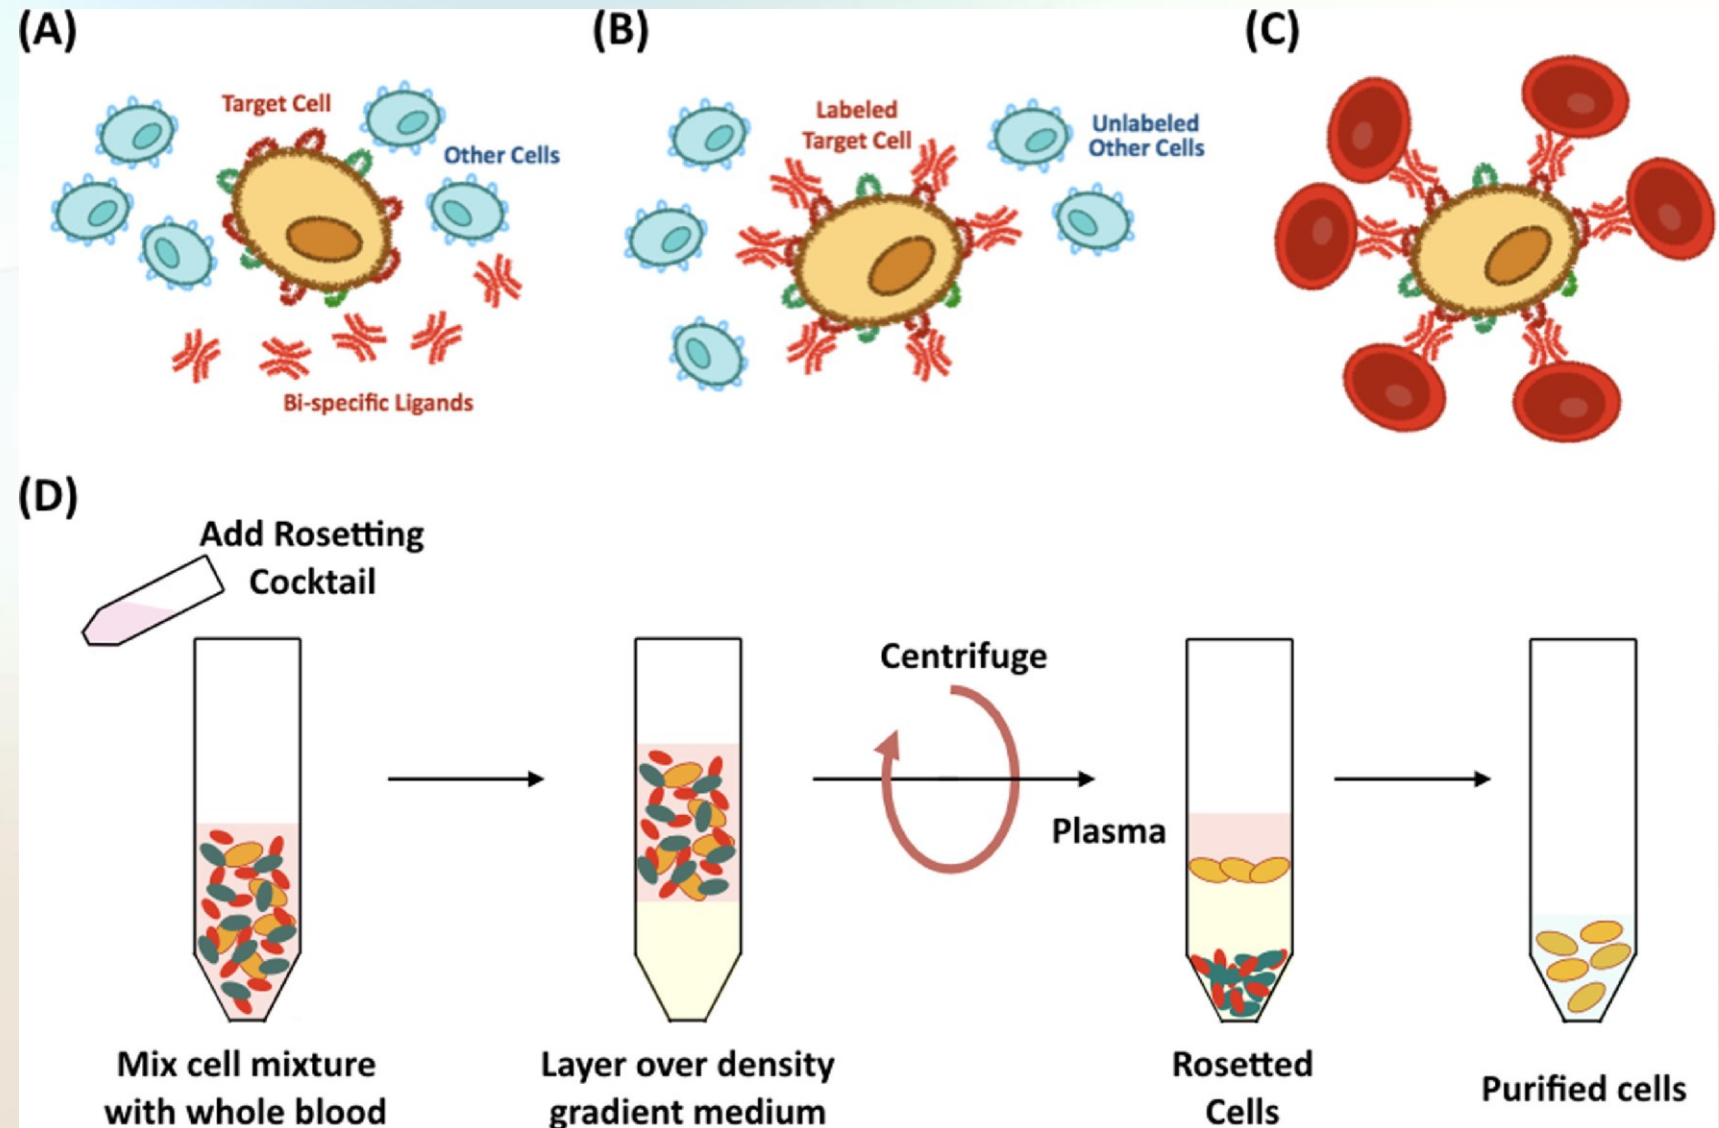 (A)
Target Cell
Other Cells
Bi-specific Ligands
(B)
Labeled
Target Cell
Unlabeled
Other Cells
(C)
(D)
Add Rosetting
Cocktail
Mix cell mixture
with whole blood
Layer over density
gradient medium
Centrifuge
Plasma
Rosetted
Cells
Purified cells